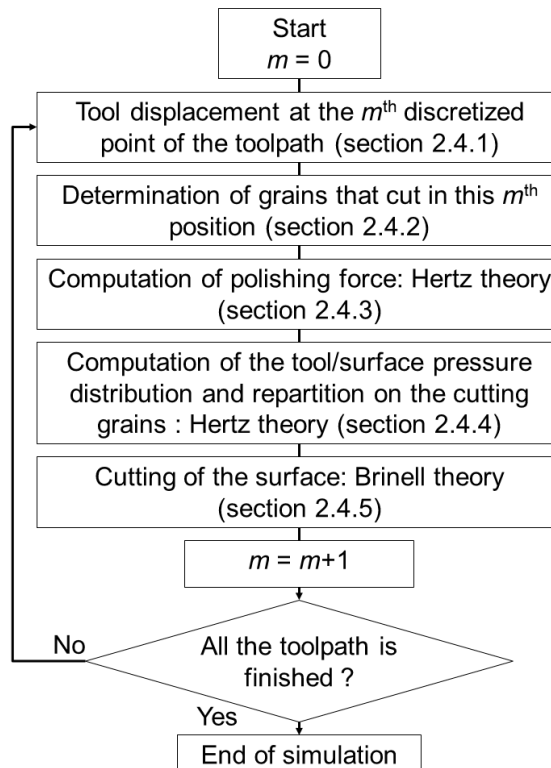 Start
m = 0
Tool displacement at the mth discretized
point of the toolpath (section 2.4.1)
Determination of grains that cut in this mth
position (section 2.4.2)
Computation of polishing force: Hertz theory
(section 2.4.3)
Computation of the tool/surface pressure
distribution and repartition on the cutting
grains : Hertz theory (section 2.4.4)
Cutting of the surface: Brinell theory
(section 2.4.5)
m = m+1
No
All the toolpath is
finished ?
Yes
End of simulation